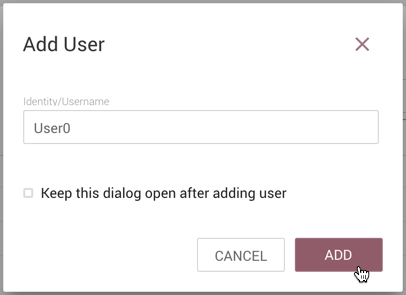 Add User
Identity/Username
User0
Keep this dialog open after adding user
CANCEL
ADD